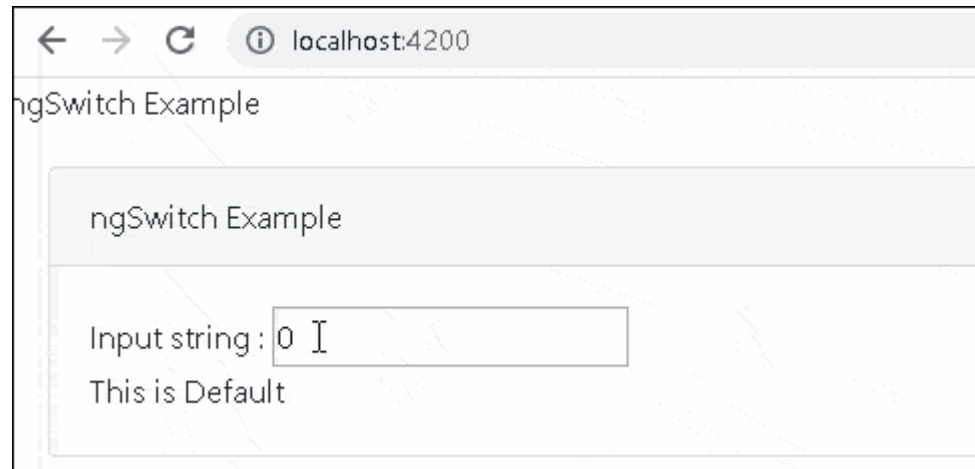 localhost:4200
ngSwitch Example
ngSwitch Example
Input string : 0
This is Default